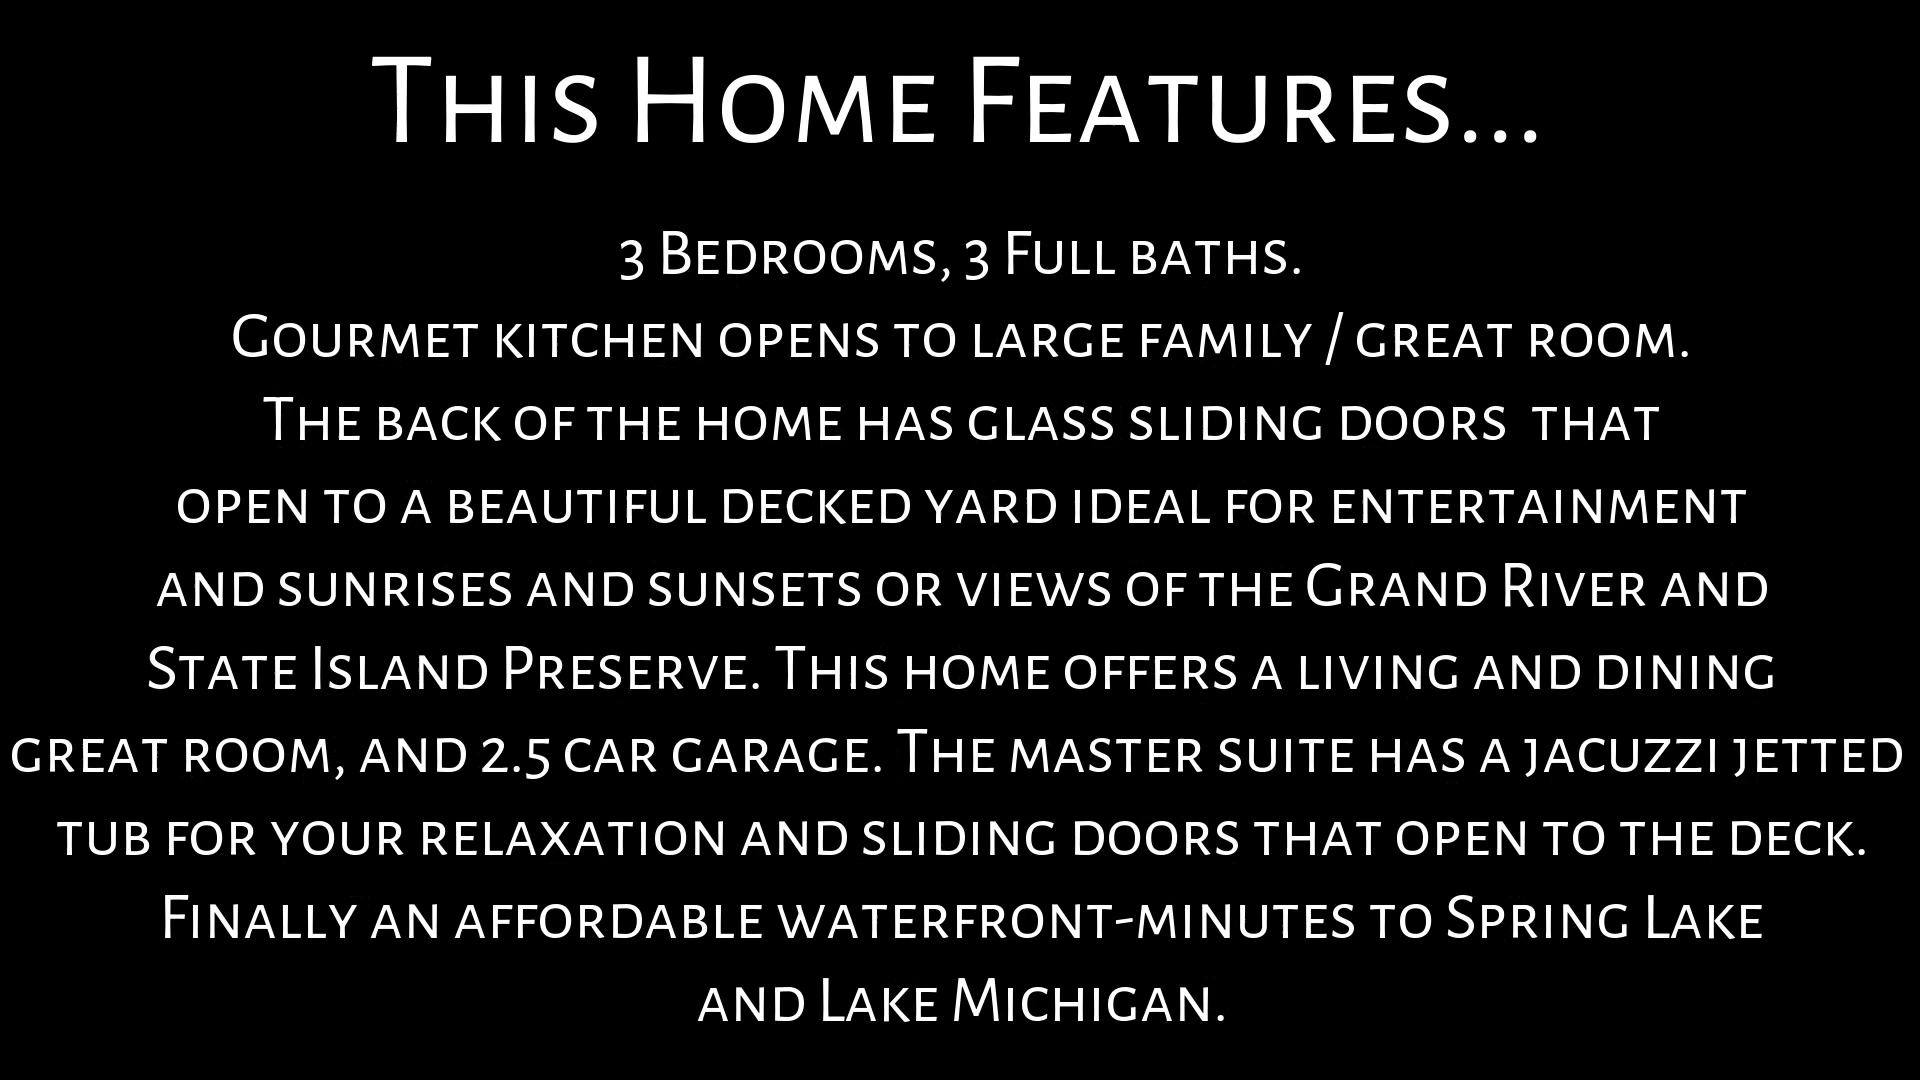 This Home Features...
3 Bedrooms, 3 Full baths.
Gourmet kitchen opens to large family / great room.
The back of the home has glass sliding doors  that
open to a beautiful decked yard ideal for entertainment
and sunrises and sunsets or views of the Grand River and
State Island Preserve. This home offers a living and dining
great room, and 2.5 car garage. The master suite has a jacuzzi jetted
tub for your relaxation and sliding doors that open to the deck.
Finally an affordable waterfront-minutes to Spring Lake
and Lake Michigan.